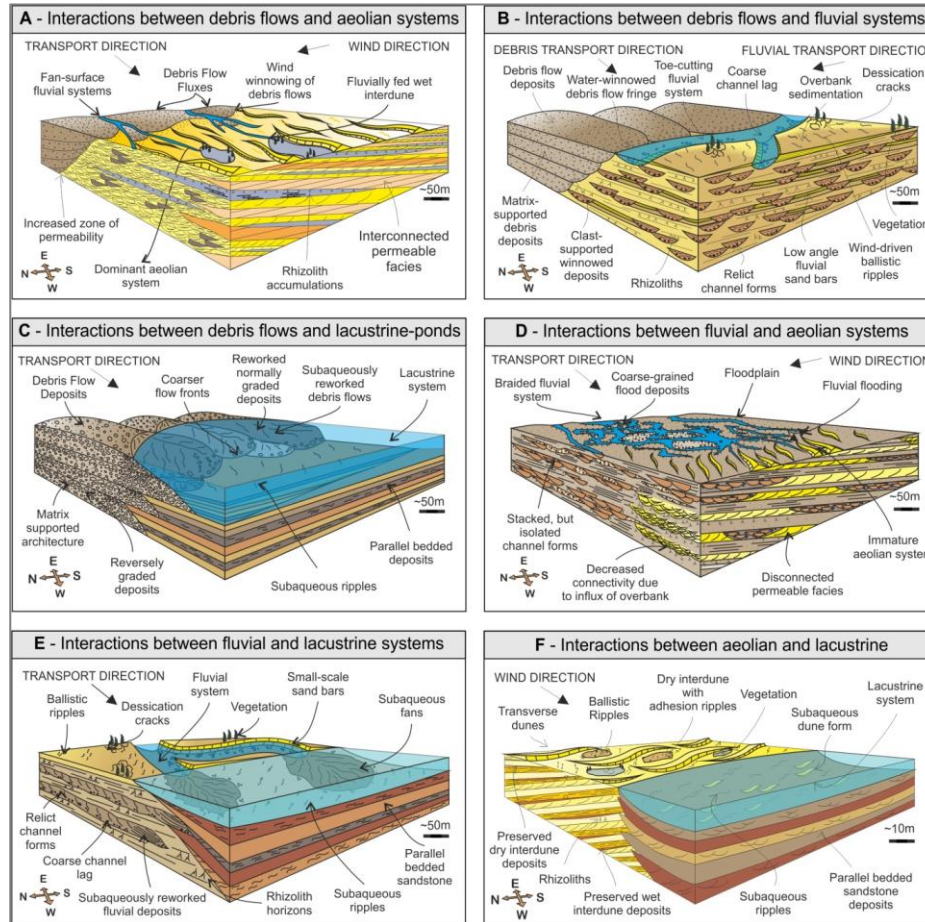 A - Interactions between debris flows and aeolian systems
TRANSPORT DIRECTION
WIND DIRECTION
Fan-surface
fluvial systems
Debris Flow
Fluxes
Wind
winnowing of
debris flows
Fluvially fed wet
interdune
~50m
Increased zone of
permeability
Dominant aeolian
system
Rhizolith
accumulations
Interconnected
permeable
facies
E
N S
W
B - Interactions between debris flows and fluvial systems
DEBRIS TRANSPORT DIRECTION
FLUVIAL TRANSPORT DIRECTION
Debris flow
deposits
Water-winnowed
debris flow fringe
Toe-cutting
fluvial
system
Coarse
channel lag
Overbank
sedimentation
Dessication
cracks
~50m
Matrix-
supported
debris
deposits
Clast-
supported
winnowed
deposits
Rhizoliths
Relict
channel forms
Low angle
fluvial
sand bars
Wind-driven
ballistic
ripples
Vegetation
E
N S
W
C - Interactions between debris flows and lacustrine-ponds
TRANSPORT DIRECTION
Debris Flow
Deposits
Coarser
flow fronts
Reworked
normally
graded
deposits
Subaqueously
reworked
debris flows
Lacustrine
system
~50m
Matrix
supported
architecture
Reversely
graded
deposits
Subaqueous ripples
Parallel bedded
deposits
E
N S
W
D - Interactions between fluvial and aeolian systems
TRANSPORT DIRECTION
WIND DIRECTION
Braided fluvial
system
Coarse-grained
flood deposits
Floodplain
Fluvial flooding
~50m
Stacked, but
isolated
channel forms
Decreased connectivity due
to influx of overbank
Disconnected
permeable facies
Immature
aeolian system
E
N S
W
E - Interactions between fluvial and lacustrine systems
TRANSPORT DIRECTION
Ballistic
ripples
Dessication
cracks
Fluvial
system
Vegetation
Small-scale
sand bars
Subaqueous
fans
~50m
Relict
channel
forms
Coarse channel
lag
Subaqueously reworked
fluvial deposits
Rhizolith
horizons
Subaqueous
ripples
Parallel
bedded
sandstone
E
N S
W
F - Interactions between aeolian and lacustrine
WIND DIRECTION
Transverse
dunes
Ballistic
Ripples
Dry interdune
with
adhesion ripples
Vegetation
Subaqueous
dune form
Lacustrine
system
~10m
Preserved
dry interdune
deposits
Rhizoliths
Preserved wet
interdune deposits
Subaqueous
ripples
Parallel bedded
sandstone
deposits
E
N S
W